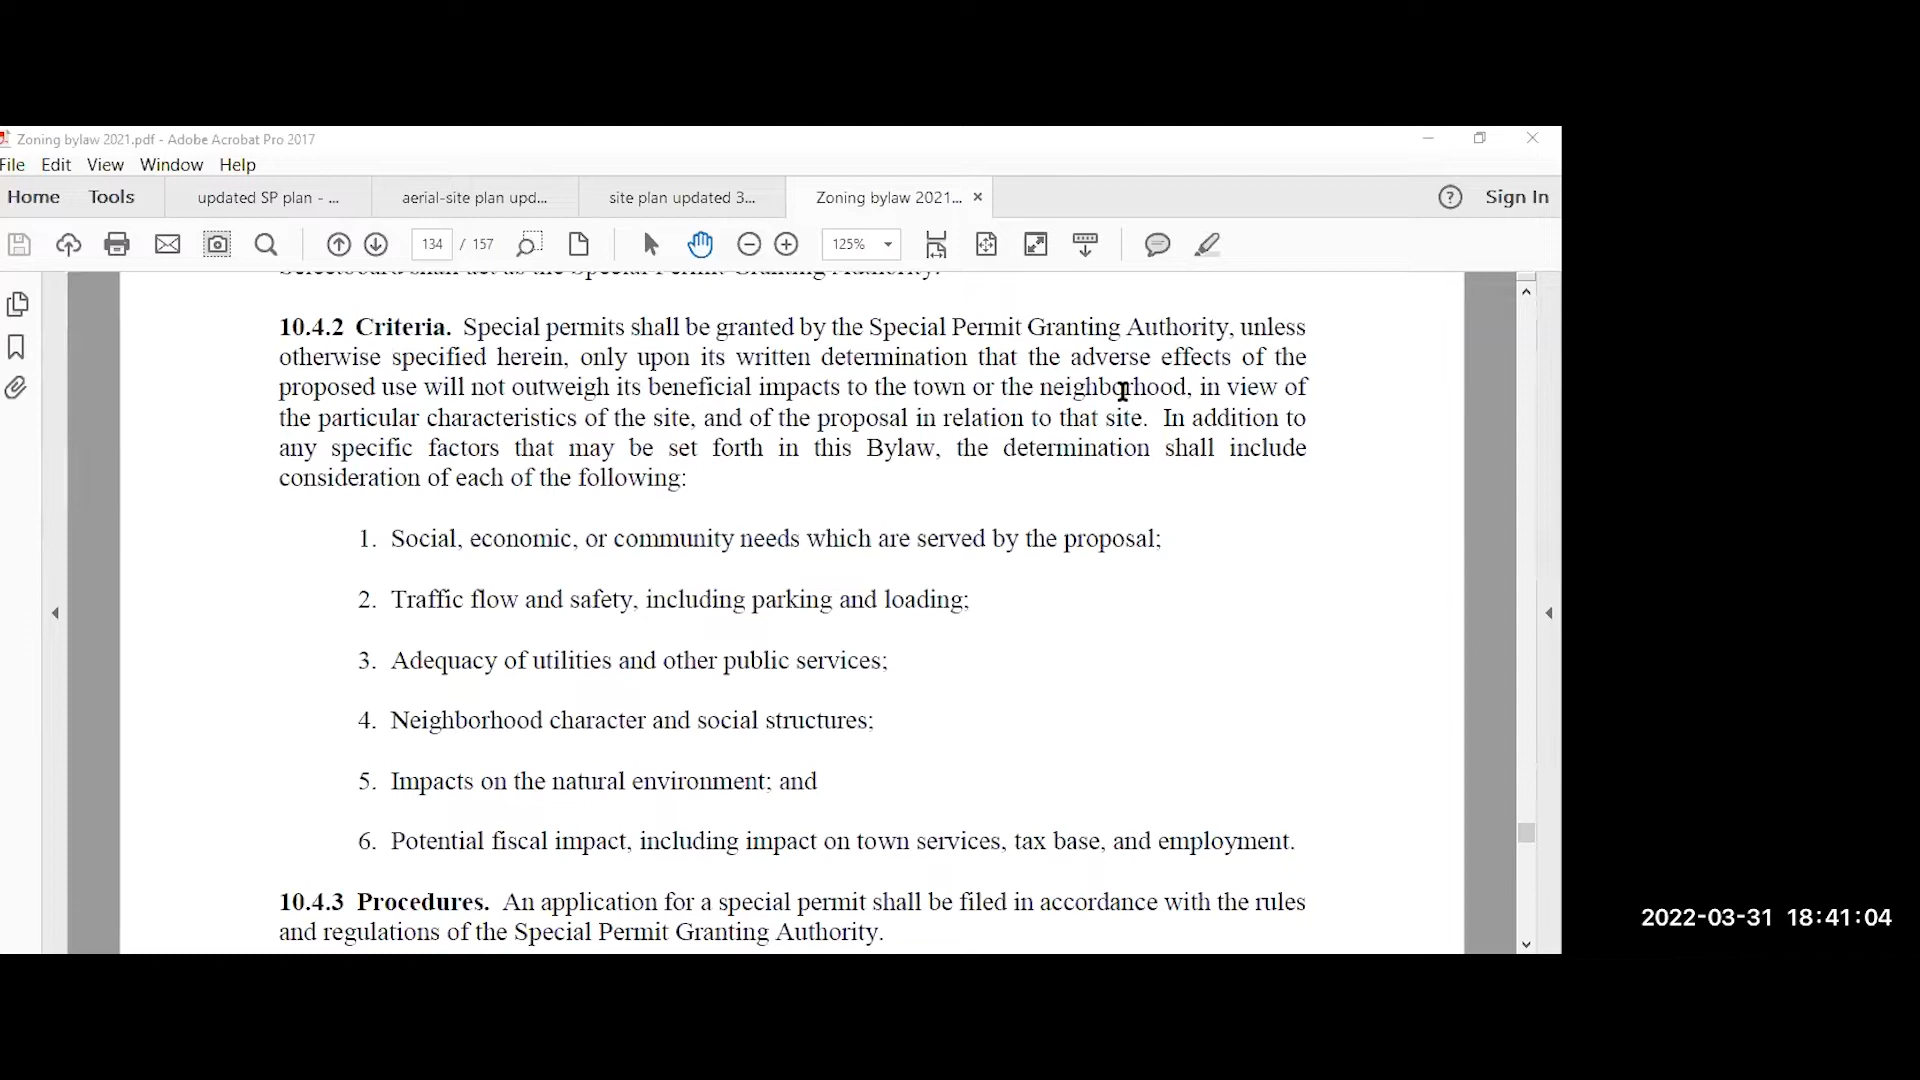 Zoning bylaw 2021.pdf - Adobe Acrobat Pro 2017
File Edit View Window Help
Home Tools updated SP plan - ... aerial-site plan upd... site plan updated 3... Zoning bylaw 2021... × ? Sign In
134 / 157 125%
Selectboard shall act as the Special Permit Granting Authority.
10.4.2 Criteria. Special permits shall be granted by the Special Permit Granting Authority, unless
otherwise specified herein, only upon its written determination that the adverse effects of the
proposed use will not outweigh its beneficial impacts to the town or the neighborhood, in view of
the particular characteristics of the site, and of the proposal in relation to that site. In addition to
any specific factors that may be set forth in this Bylaw, the determination shall include
consideration of each of the following:
1. Social, economic, or community needs which are served by the proposal;
2. Traffic flow and safety, including parking and loading;
3. Adequacy of utilities and other public services;
4. Neighborhood character and social structures;
5. Impacts on the natural environment; and
6. Potential fiscal impact, including impact on town services, tax base, and employment.
10.4.3 Procedures. An application for a special permit shall be filed in accordance with the rules
and regulations of the Special Permit Granting Authority.
2022-03-31 18:41:04